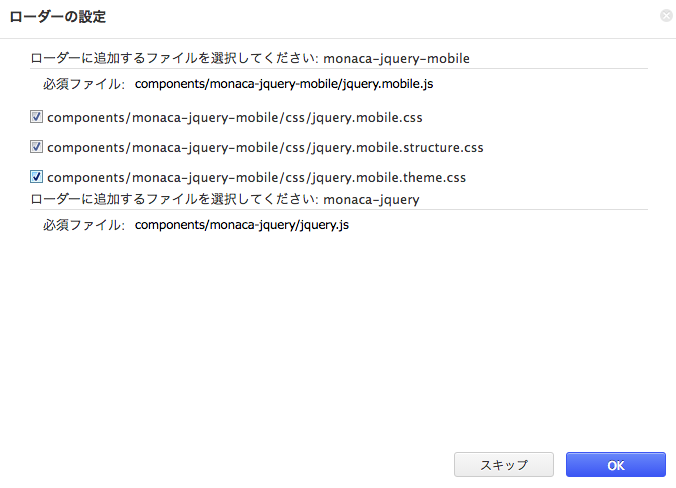 ローダーの設定
ローダーに追加するファイルを選択してください: monaca-jquery-mobile
必須ファイル: components/monaca-jquery-mobile/jquery.mobile.js
components/monaca-jquery-mobile/css/jquery.mobile.css
components/monaca-jquery-mobile/css/jquery.mobile.structure.css
components/monaca-jquery-mobile/css/jquery.mobile.theme.css
ローダーに追加するファイルを選択してください: monaca-jquery
必須ファイル: components/monaca-jquery/jquery.js
スキップ OK